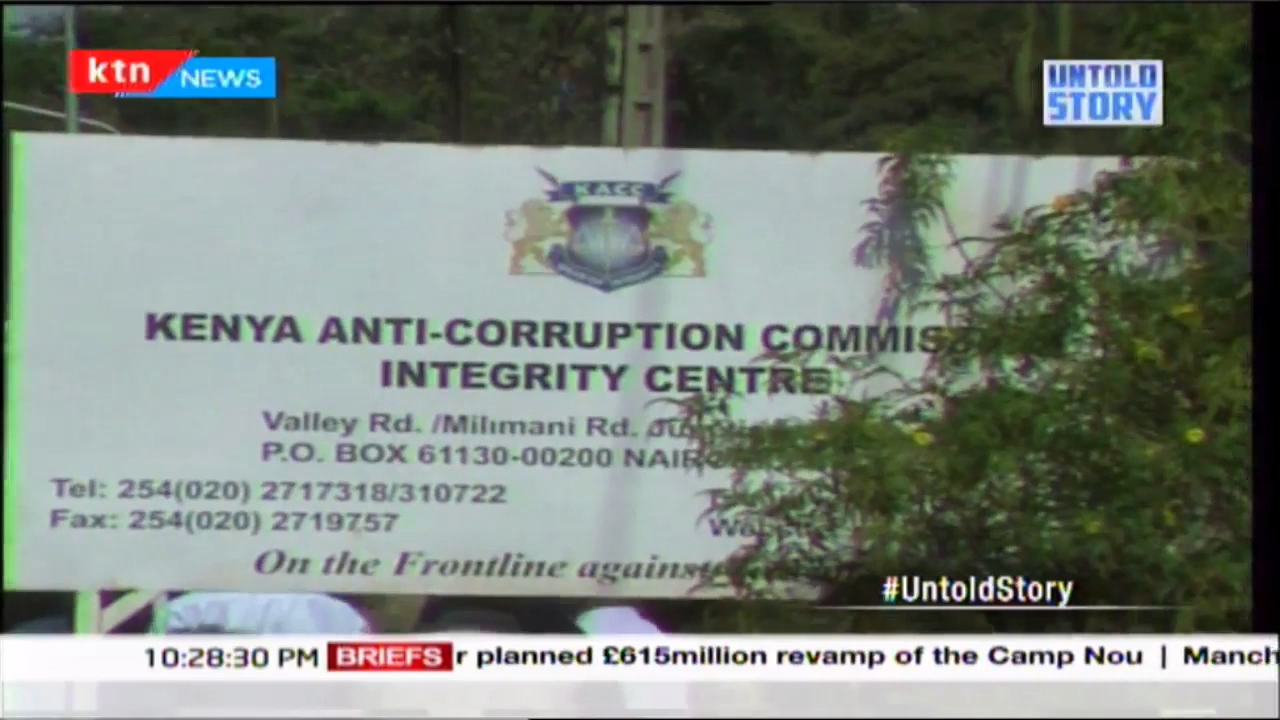 ktn NEWS
UNTOLD
STORY
KACC
KENYA ANTI-CORRUPTION
INTEGRITY CENTRE
Valley Rd. /Milimani Rd.
P.O. BOX 61130-00200
Tel: 254(020) 2717318/310722
Fax: 254(020) 2719757
On the Frontline against
#UntoldStory
10:28:30 PM BRIEFS r planned £615million revamp of the Camp Nou | Manch